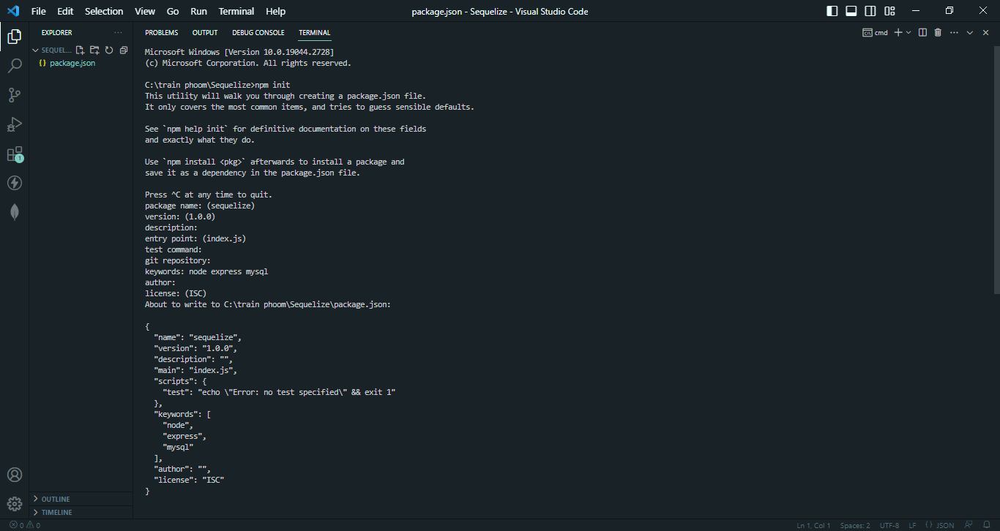 File Edit Selection View Go Run Terminal Help
package.json - Sequelize - Visual Studio Code
EXPLORER
SEQUEL...
{} package.json
1
PROBLEMS OUTPUT DEBUG CONSOLE TERMINAL
cmd
Microsoft Windows [Version 10.0.19044.2728]
(c) Microsoft Corporation. All rights reserved.
C:\train phoom\Sequelize>npm init
This utility will walk you through creating a package.json file.
It only covers the most common items, and tries to guess sensible defaults.
See `npm help init` for definitive documentation on these fields
and exactly what they do.
Use `npm install <pkg>` afterwards to install a package and
save it as a dependency in the package.json file.
Press ^C at any time to quit.
package name: (sequelize)
version: (1.0.0)
description:
entry point: (index.js)
test command:
git repository:
keywords: node express mysql
author:
license: (ISC)
About to write to C:\train phoom\Sequelize\package.json:
{
  "name": "sequelize",
  "version": "1.0.0",
  "description": "",
  "main": "index.js",
  "scripts": {
    "test": "echo \"Error: no test specified\" && exit 1"
  },
  "keywords": [
    "node",
    "express",
    "mysql"
  ],
  "author": "",
  "license": "ISC"
}
OUTLINE
TIMELINE
0 0
Ln 1, Col 1 Spaces: 2 UTF-8 LF {} JSON